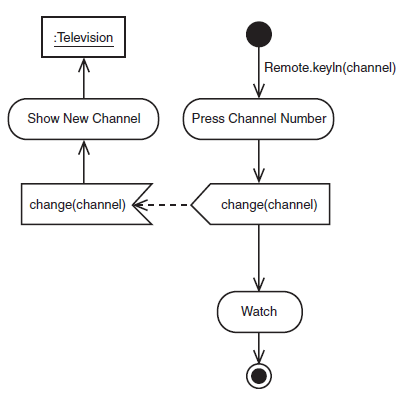 :Television
Remote.keyIn(channel)
Show New Channel
Press Channel Number
change(channel)
change(channel)
Watch